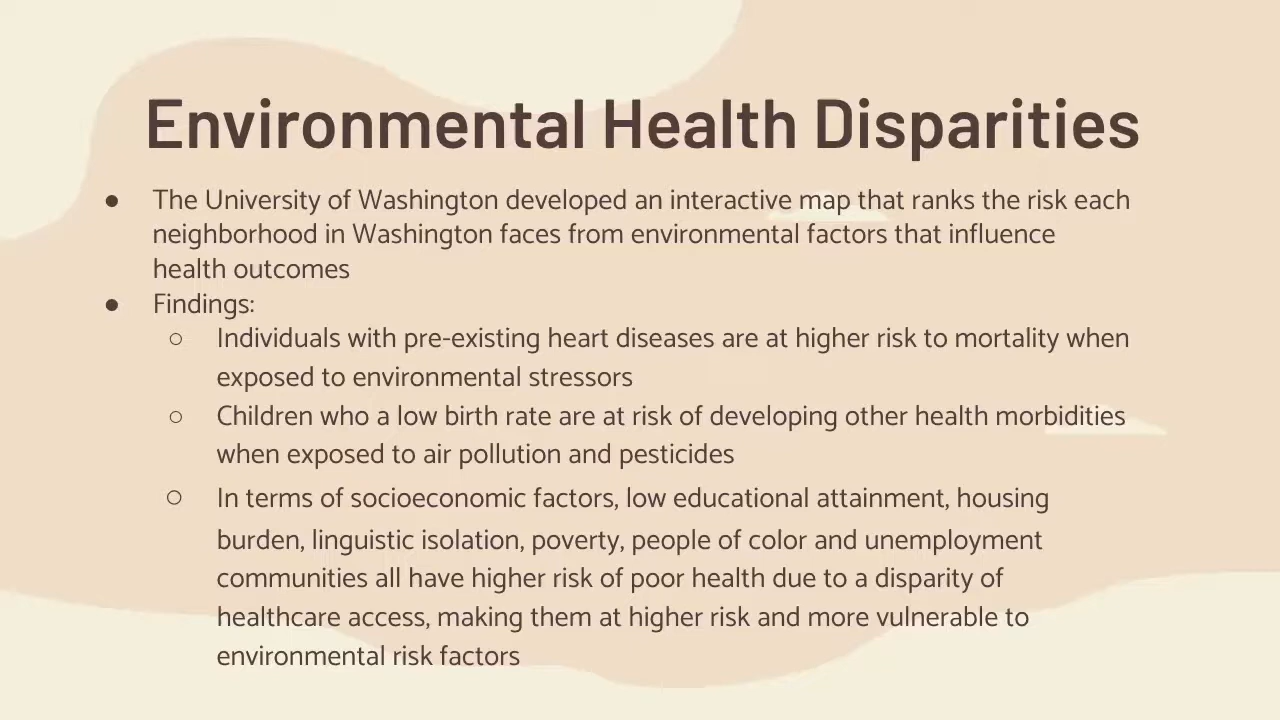 Environmental Health Disparities
● The University of Washington developed an interactive map that ranks the risk each
neighborhood in Washington faces from environmental factors that influence
health outcomes
● Findings:
○ Individuals with pre-existing heart diseases are at higher risk to mortality when
exposed to environmental stressors
○ Children who a low birth rate are at risk of developing other health morbidities
when exposed to air pollution and pesticides
○ In terms of socioeconomic factors, low educational attainment, housing
burden, linguistic isolation, poverty, people of color and unemployment
communities all have higher risk of poor health due to a disparity of
healthcare access, making them at higher risk and more vulnerable to
environmental risk factors